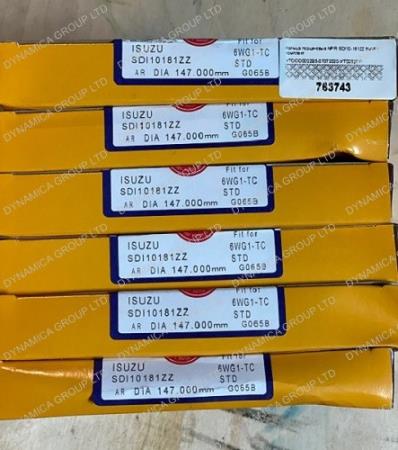 Fit for
ISUZU 6WG1-TC
SDI10181ZZ STD
AR DIA 147.000mm G065B
763743
Fit for
ISUZU 6WG1-TC
SDI10181ZZ STD
AR DIA 147.000mm G065B
Fit for
ISUZU 6WG1-TC
SDI10181ZZ STD
AR DIA 147.000mm G065B
Fit for
ISUZU 6WG1-TC
SDI10181ZZ STD
AR DIA 147.000mm G065B
Fit for
ISUZU 6WG1-TC
SDI10181ZZ STD
AR DIA 147.000mm G065B
Fit for
ISUZU 6WG1-TC
SDI10181ZZ STD
AR DIA 147.000mm G065B
DYNAMICA GROUP LTD